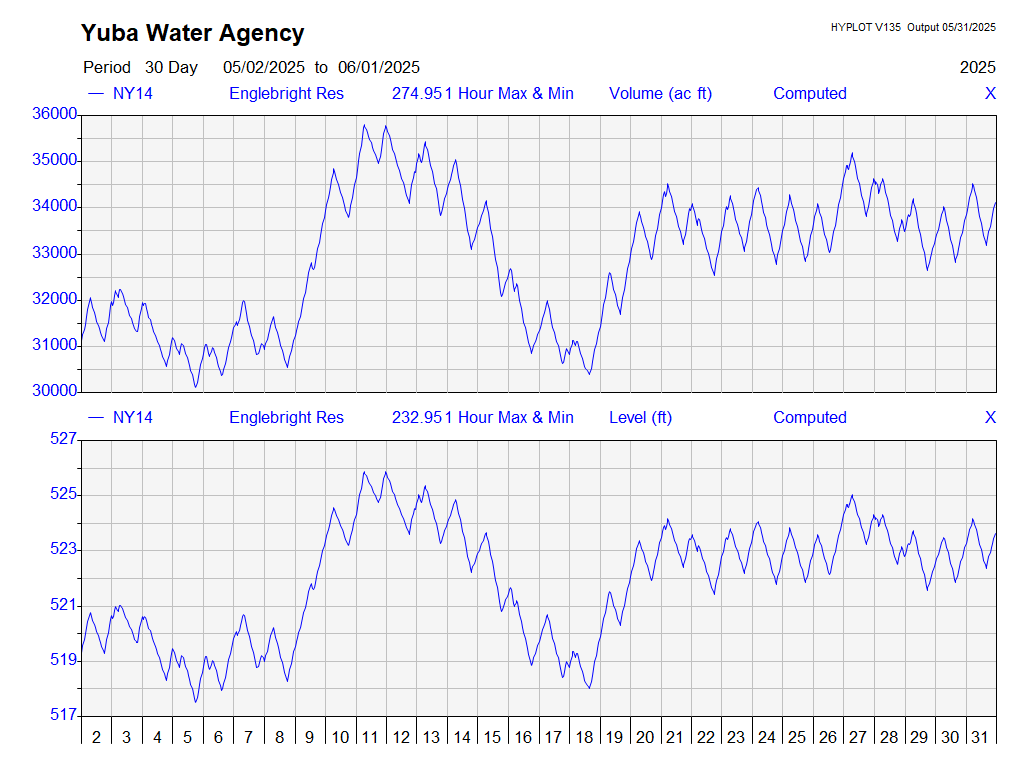 Yuba Water Agency
HYPLOT V135 Output 05/31/2025
Period 30 Day 05/02/2025 to 06/01/2025
2025
NY14 Englebright Res 274.951 Hour Max & Min Volume (ac ft) Computed X
36000
35000
34000
33000
32000
31000
30000
NY14 Englebright Res 232.951 Hour Max & Min Level (ft) Computed X
527
525
523
521
519
517
2 3 4 5 6 7 8 9 10 11 12 13 14 15 16 17 18 19 20 21 22 23 24 25 26 27 28 29 30 31